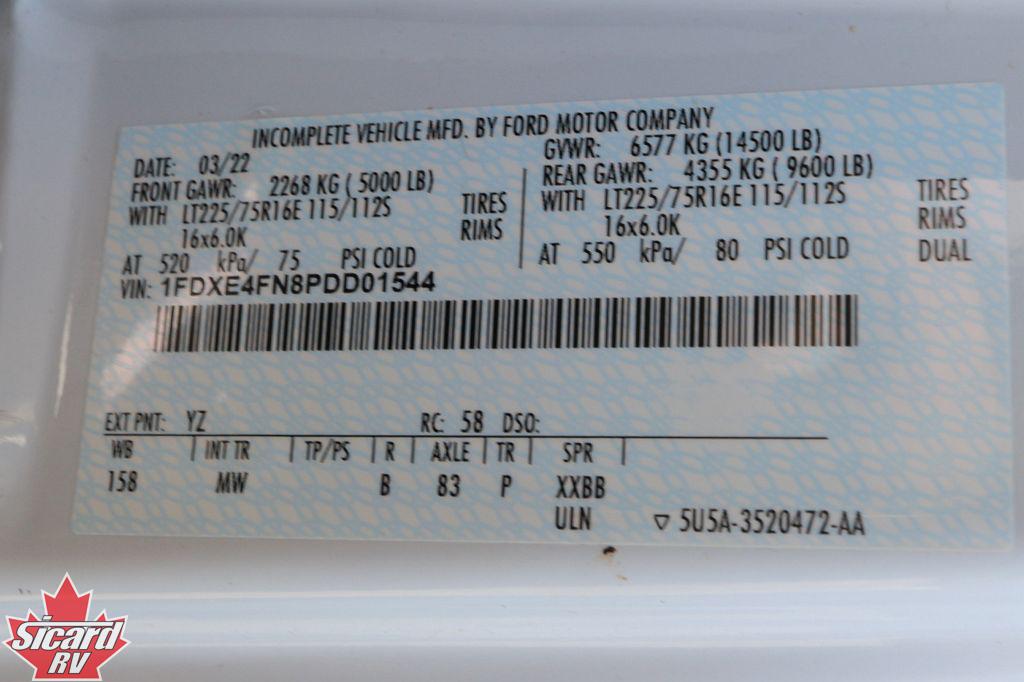 INCOMPLETE VEHICLE MFD. BY FORD MOTOR COMPANY
DATE: 03/22 GVWR: 6577 KG (14500 LB)
FRONT GAWR: 2268 KG ( 5000 LB) REAR GAWR: 4355 KG ( 9600 LB)
WITH LT225/75R16E 115/112S TIRES WITH LT225/75R16E 115/112S TIRES
16x6.0K RIMS 16x6.0K RIMS
AT 520 kPa/ 75 PSI COLD AT 550 kPa/ 80 PSI COLD DUAL
VIN: 1FDXE4FN8PDD01544
EXT PNT: YZ RC: 58 DSO:
WB | INT TR | TP/PS | R | AXLE | TR | SPR |
158 MW B 83 P XXBB
ULN ▽ 5U5A-3520472-AA
Sicard
RV